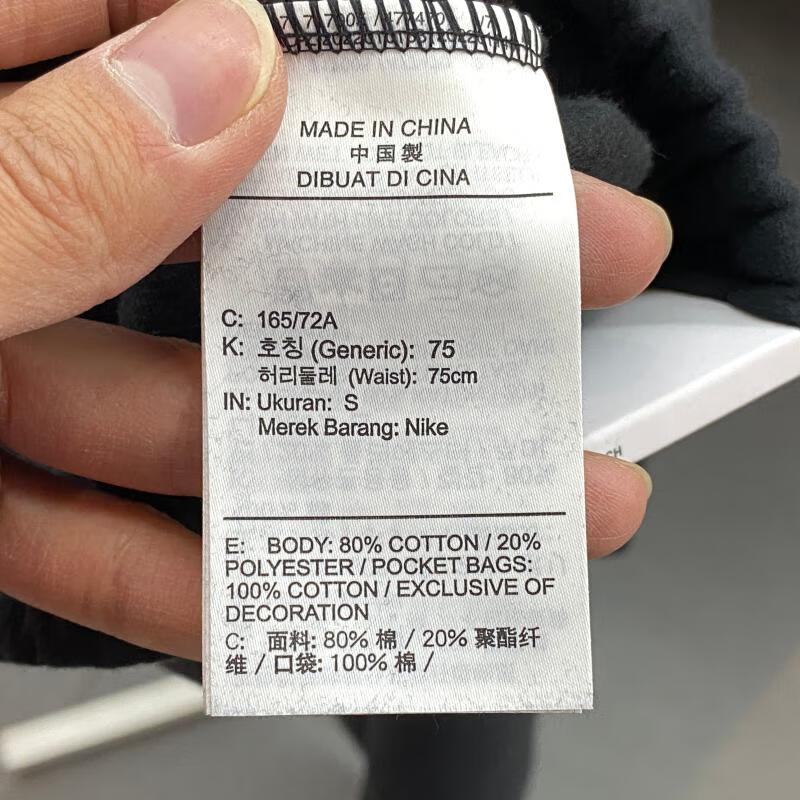 MADE IN CHINA
中国製
DIBUAT DI CINA
C: 165/72A
K: 호칭 (Generic): 75
허리둘레 (Waist): 75cm
IN: Ukuran: S
Merek Barang: Nike
E: BODY: 80% COTTON / 20%
POLYESTER / POCKET BAGS:
100% COTTON / EXCLUSIVE OF
DECORATION
C: 面料: 80% 棉 / 20% 聚酯纤
维 / 口袋: 100% 棉 /